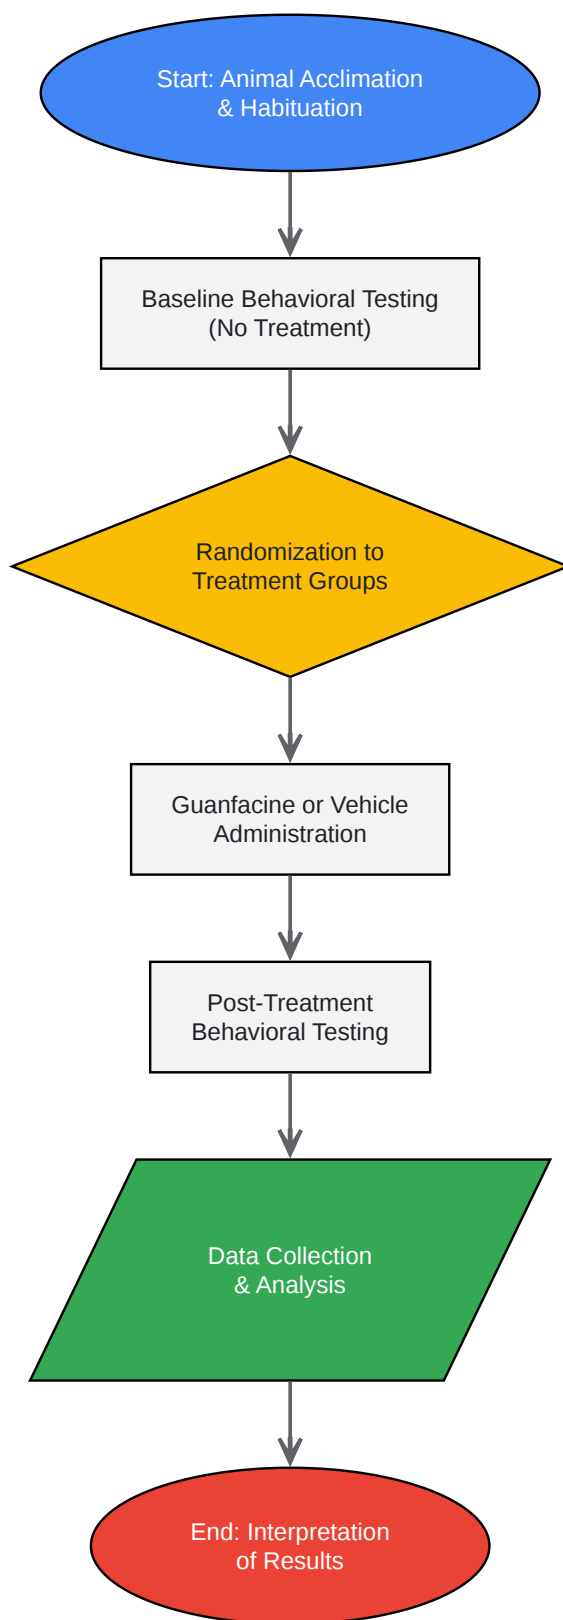 Start: Animal Acclimation
& Habituation
Baseline Behavioral Testing
(No Treatment)
Randomization to
Treatment Groups
Guanfacine or Vehicle
Administration
Post-Treatment
Behavioral Testing
Data Collection
& Analysis
End: Interpretation
of Results